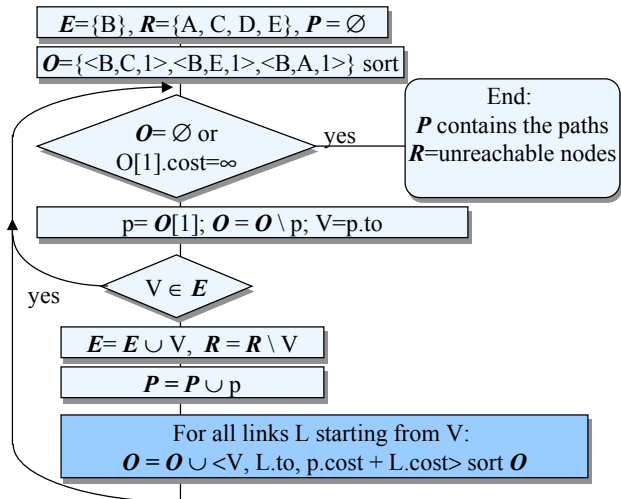 E={B}, R={A, C, D, E}, P = ∅
O={<B,C,1>,<B,E,1>,<B,A,1>} sort
O= ∅ or
O[1].cost=∞
yes
End:
P contains the paths
R=unreachable nodes
p= O[1]; O = O \ p; V=p.to
V ∈ E
yes
E= E ∪ V, R = R \ V
P = P ∪ p
For all links L starting from V:
O = O ∪ <V, L.to, p.cost + L.cost> sort O